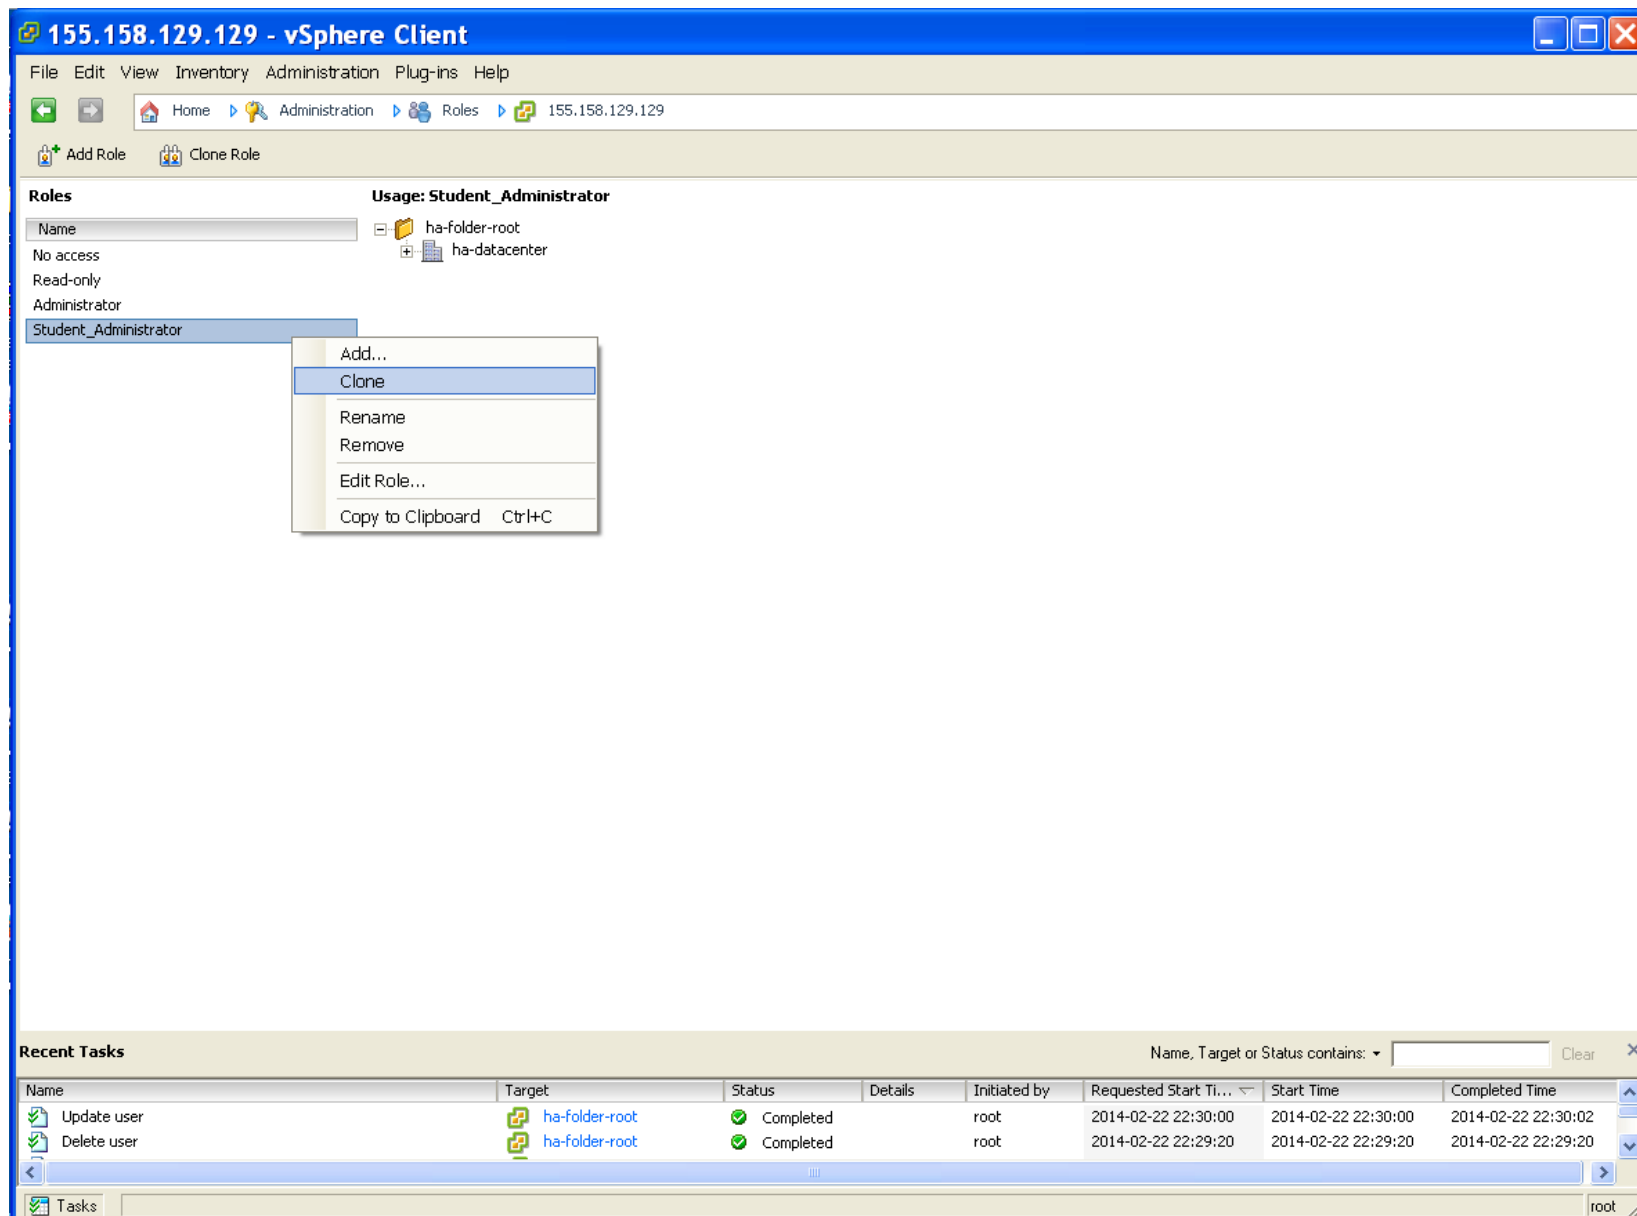 155.158.129.129 - vSphere Client
File Edit View Inventory Administration Plug-ins Help
Home Administration Roles 155.158.129.129
Add Role Clone Role
Roles
Usage: Student_Administrator
Name
ha-folder-root
ha-datacenter
No access
Read-only
Administrator
Student_Administrator
Add...
Clone
Rename
Remove
Edit Role...
Copy to Clipboard Ctrl+C
Recent Tasks
Name, Target or Status contains: Clear
Name Target Status Details Initiated by Requested Start Ti... Start Time Completed Time
Update user ha-folder-root Completed root 2014-02-22 22:30:00 2014-02-22 22:30:00 2014-02-22 22:30:02
Delete user ha-folder-root Completed root 2014-02-22 22:29:20 2014-02-22 22:29:20 2014-02-22 22:29:20
Tasks root